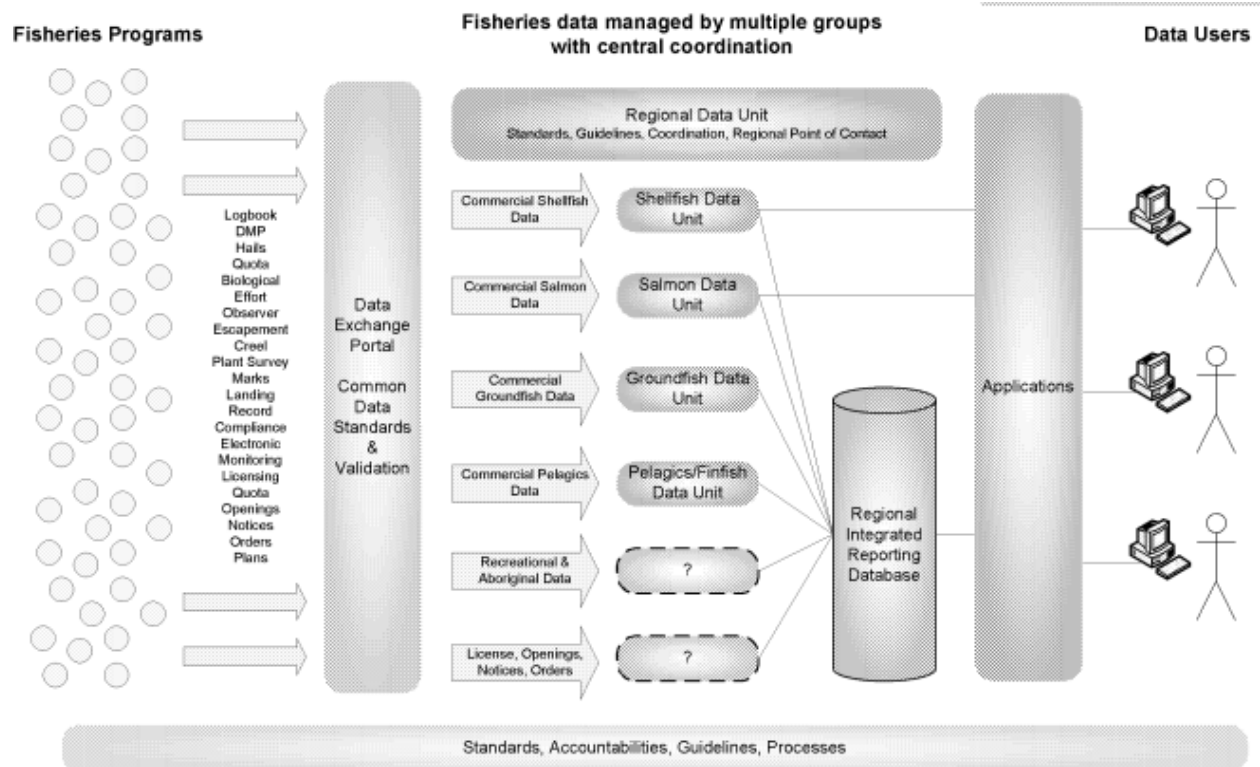 Fisheries Programs
Fisheries data managed by multiple groups
with central coordination
Data Users
Regional Data Unit
Standards, Guidelines, Coordination, Regional Point of Contact
Logbook
DMP
Hails
Quota
Biological
Effort
Observer
Escapement
Creel
Plant Survey
Marks
Landing
Record
Compliance
Electronic
Monitoring
Licensing
Quota
Openings
Notices
Orders
Plans
Data
Exchange
Portal
Common
Data
Standards
&
Validation
Commercial Shellfish
Data
Shellfish Data
Unit
Commercial Salmon
Data
Salmon Data
Unit
Commercial
Groundfish Data
Groundfish Data
Unit
Commercial Pelagics
Data
Pelagics/Finfish
Data Unit
Recreational &
Aboriginal Data
?
License, Openings,
Notices, Orders
?
Regional
Integrated
Reporting
Database
Applications
Standards, Accountabilities, Guidelines, Processes